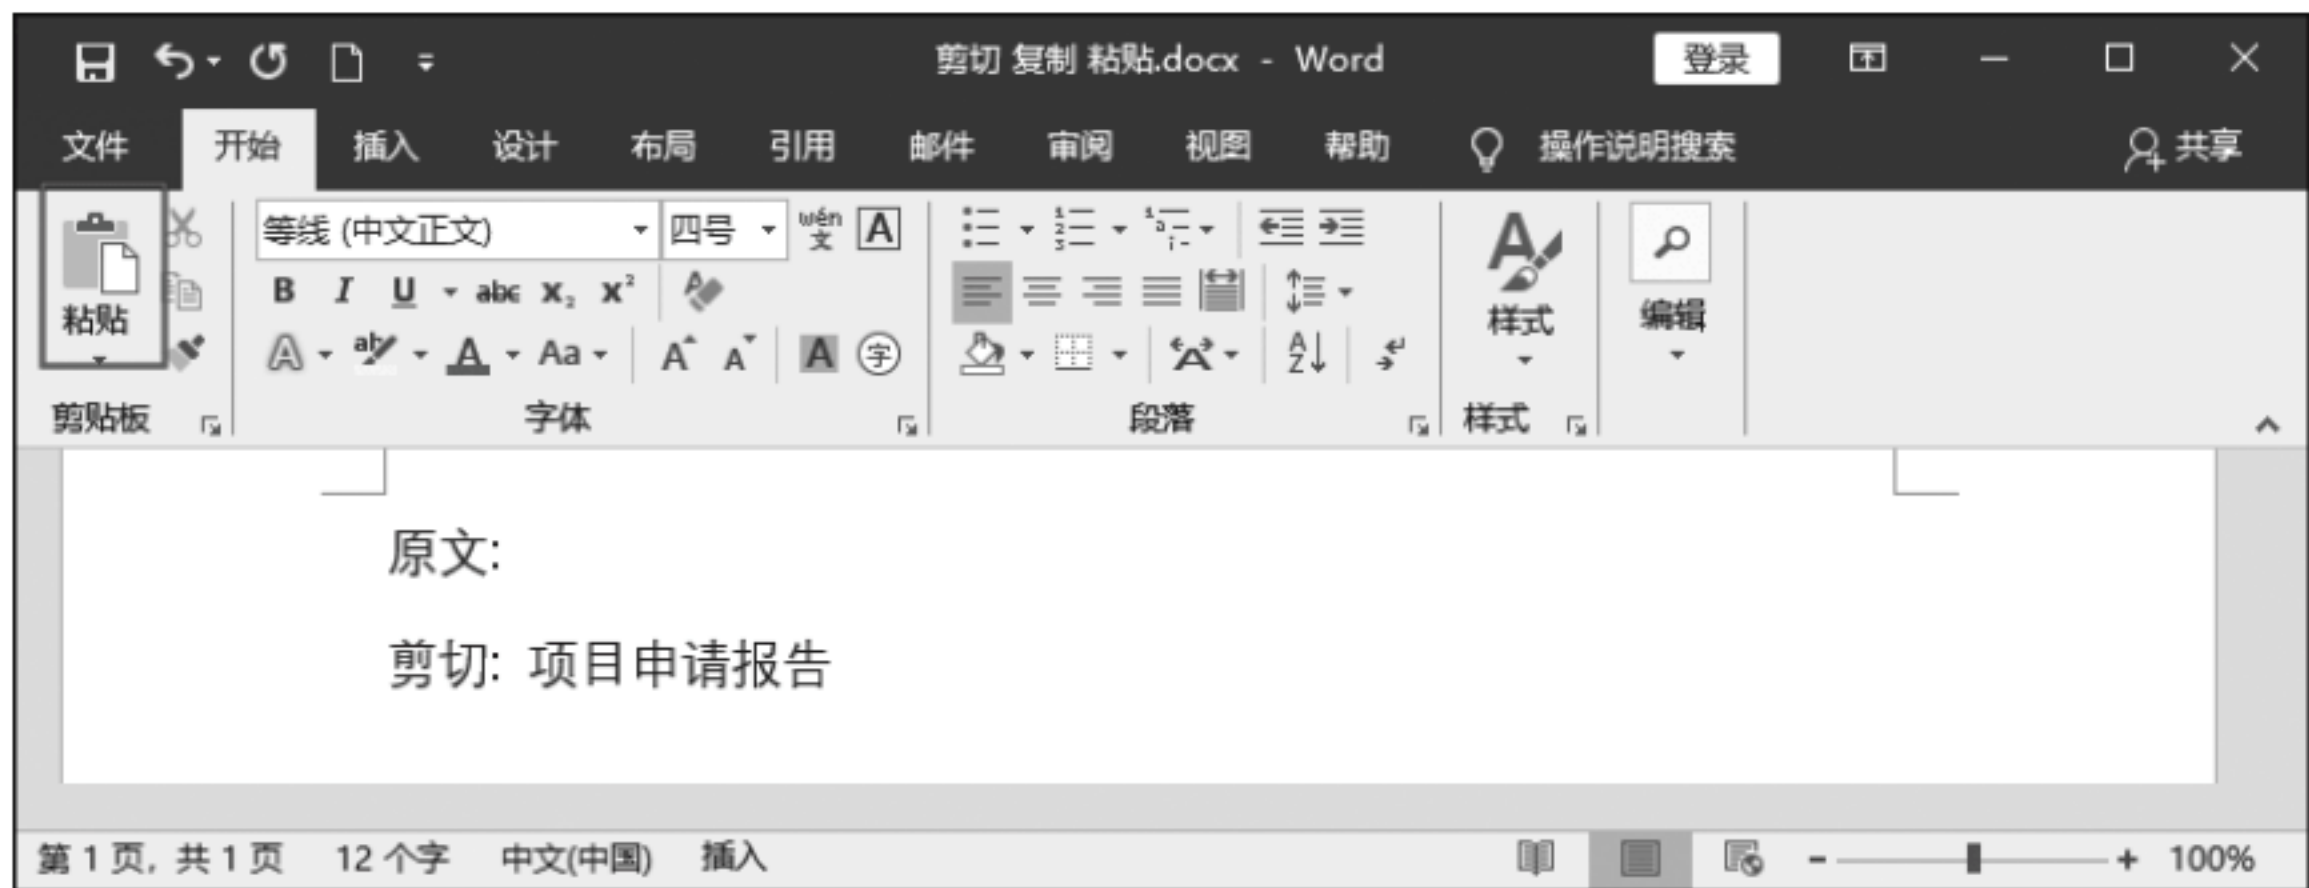 剪切 复制 粘贴.docx - Word 登录
文件 开始 插入 设计 布局 引用 邮件 审阅 视图 帮助 操作说明搜索 共享
等线 (中文正文) 四号 wén 文 A
粘贴 B I U abc x₂ x² 样式 编辑
A aby A Aa A A A 字 A A Z
剪贴板 字体 段落 样式
原文:
剪切: 项目申请报告
第 1 页, 共 1 页 12 个字 中文(中国) 插入 100%